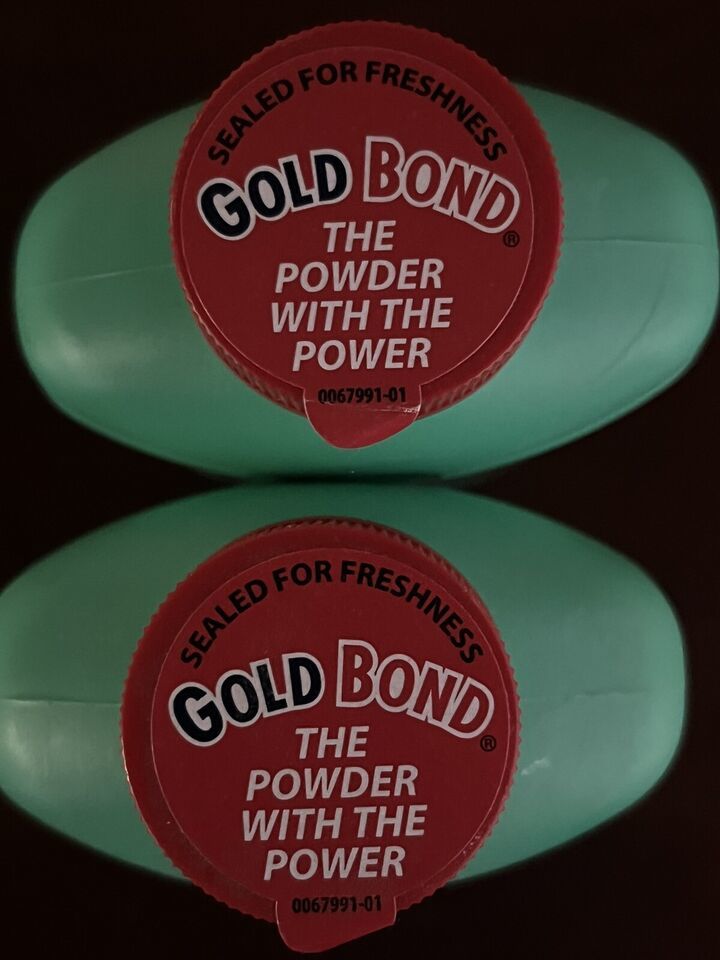 SEALED FOR FRESHNESS
GOLD BOND®
THE
POWDER
WITH THE
POWER
0067991-01
SEALED FOR FRESHNESS
GOLD BOND®
THE
POWDER
WITH THE
POWER
0067991-01